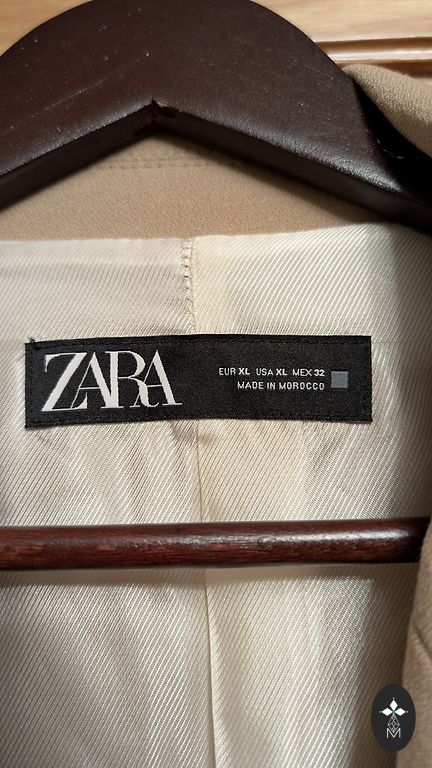 ZARA
EUR XL USA XL MEX 32
MADE IN MOROCCO
M